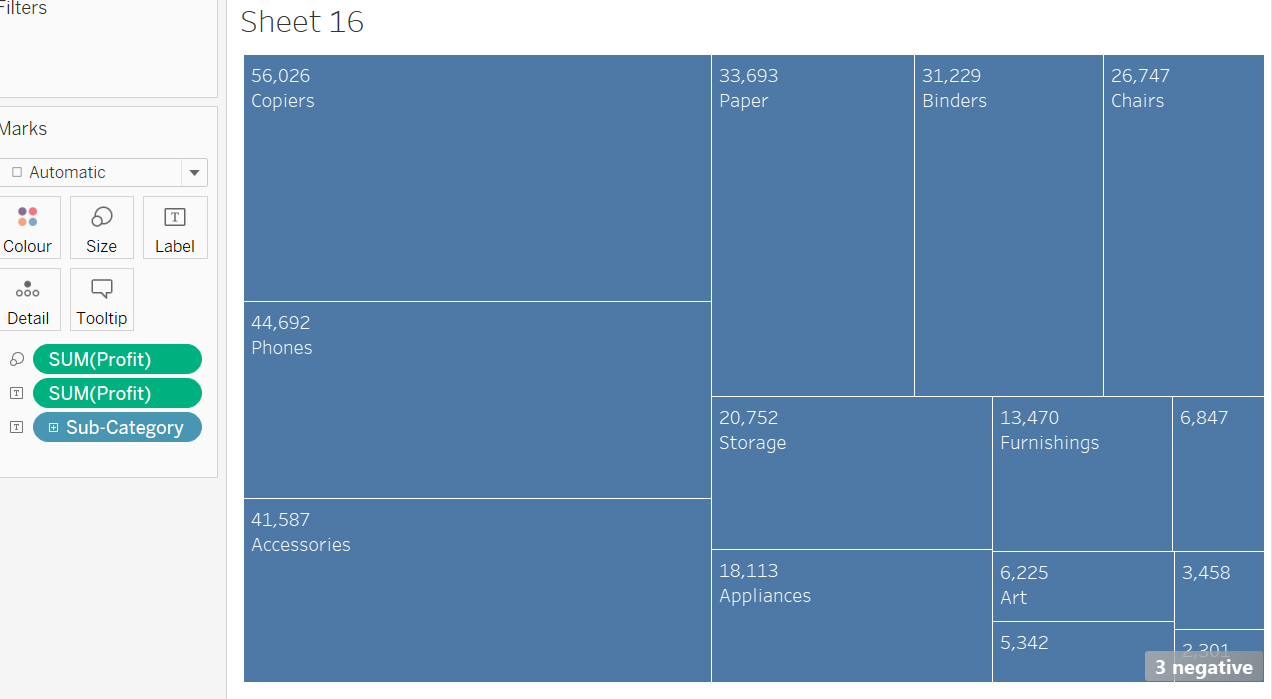 Filters
Sheet 16
Marks
Automatic
Colour
Size
Label
Detail
Tooltip
SUM(Profit)
SUM(Profit)
Sub-Category
56,026
Copiers
44,692
Phones
41,587
Accessories
33,693
Paper
31,229
Binders
26,747
Chairs
20,752
Storage
18,113
Appliances
13,470
Furnishings
6,847
6,225
Art
5,342
3,458
2,301
3 negative